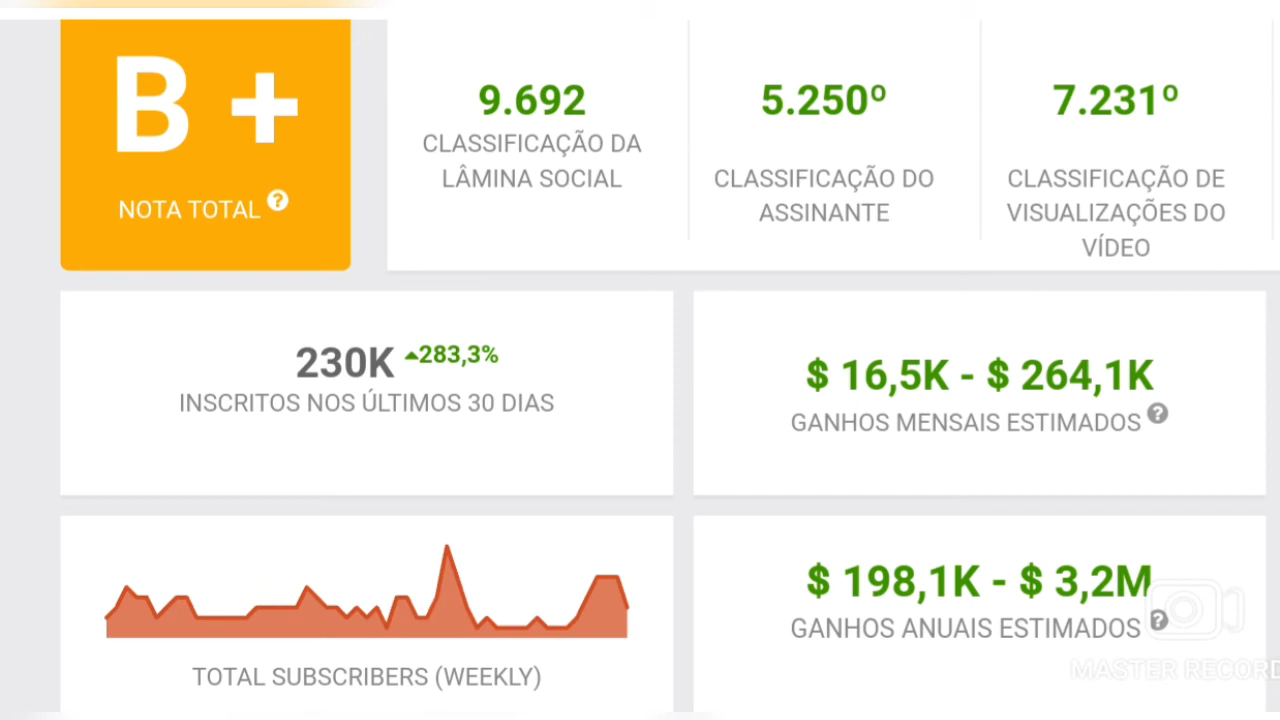 B +
NOTA TOTAL ?
9.692
CLASSIFICAÇÃO DA
LÂMINA SOCIAL
5.250º
CLASSIFICAÇÃO DO
ASSINANTE
7.231º
CLASSIFICAÇÃO DE
VISUALIZAÇÕES DO
VÍDEO
230K 283,3%
INSCRITOS NOS ÚLTIMOS 30 DIAS
$ 16,5K - $ 264,1K
GANHOS MENSAIS ESTIMADOS ?
TOTAL SUBSCRIBERS (WEEKLY)
$ 198,1K - $ 3,2M
GANHOS ANUAIS ESTIMADOS ?
MASTER RECORD